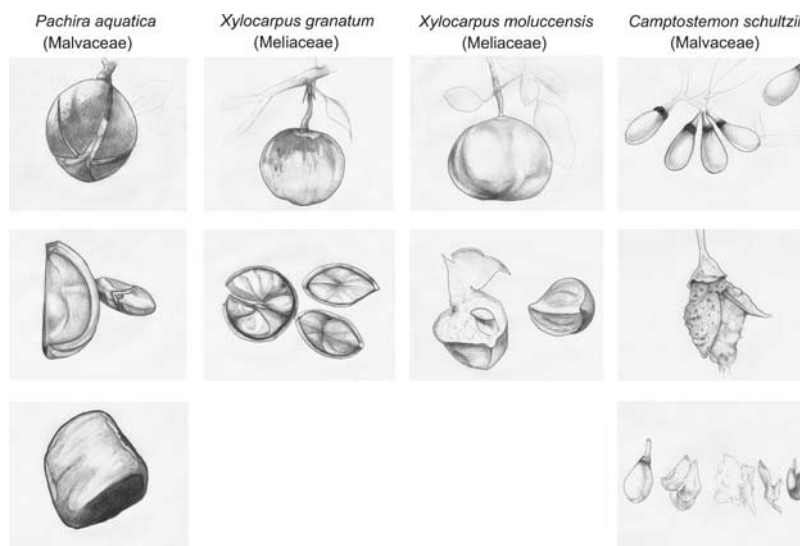 Pachira aquatica
(Malvaceae)
Xylocarpus granatum
(Meliaceae)
Xylocarpus moluccensis
(Meliaceae)
Camptostemon schultzii
(Malvaceae)